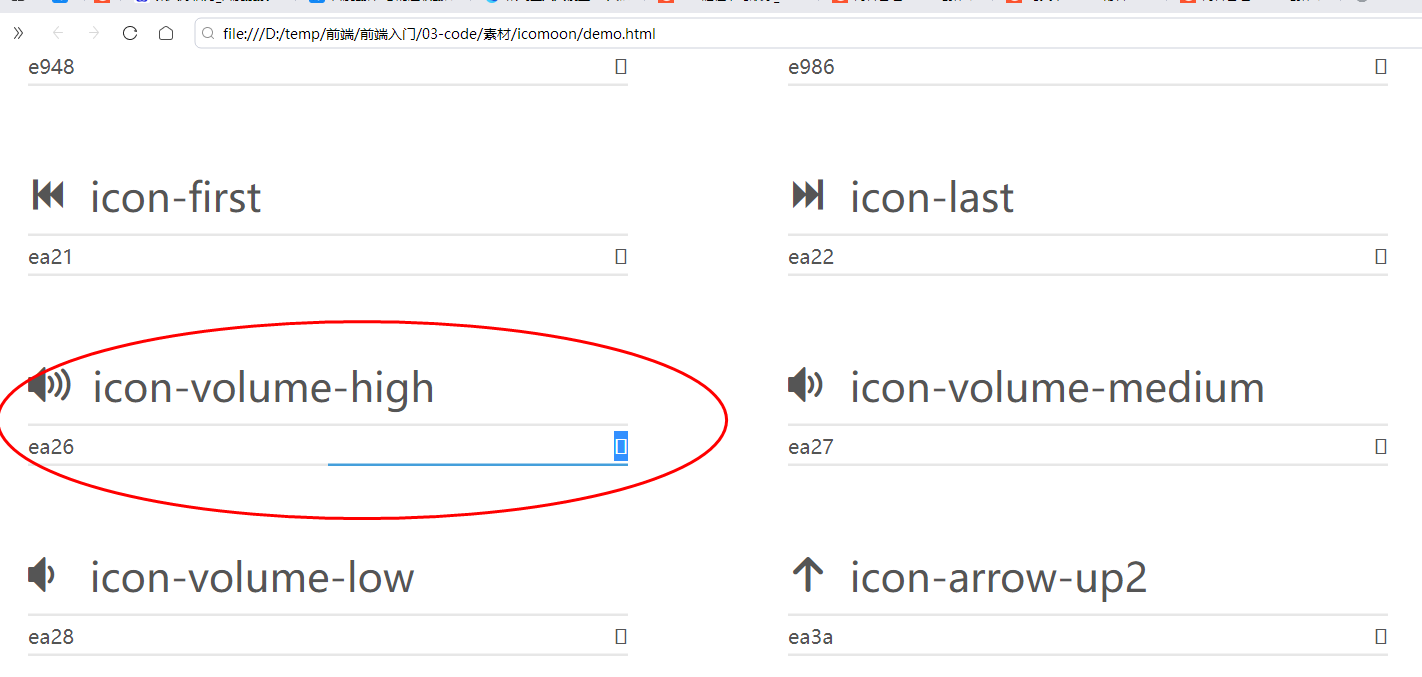 file:///D:/temp/前端/前端入门/03-code/素材/icomoon/demo.html
e948
e986
icon-first
icon-last
ea21
ea22
icon-volume-high
icon-volume-medium
ea26
ea27
icon-volume-low
icon-arrow-up2
ea28
ea3a